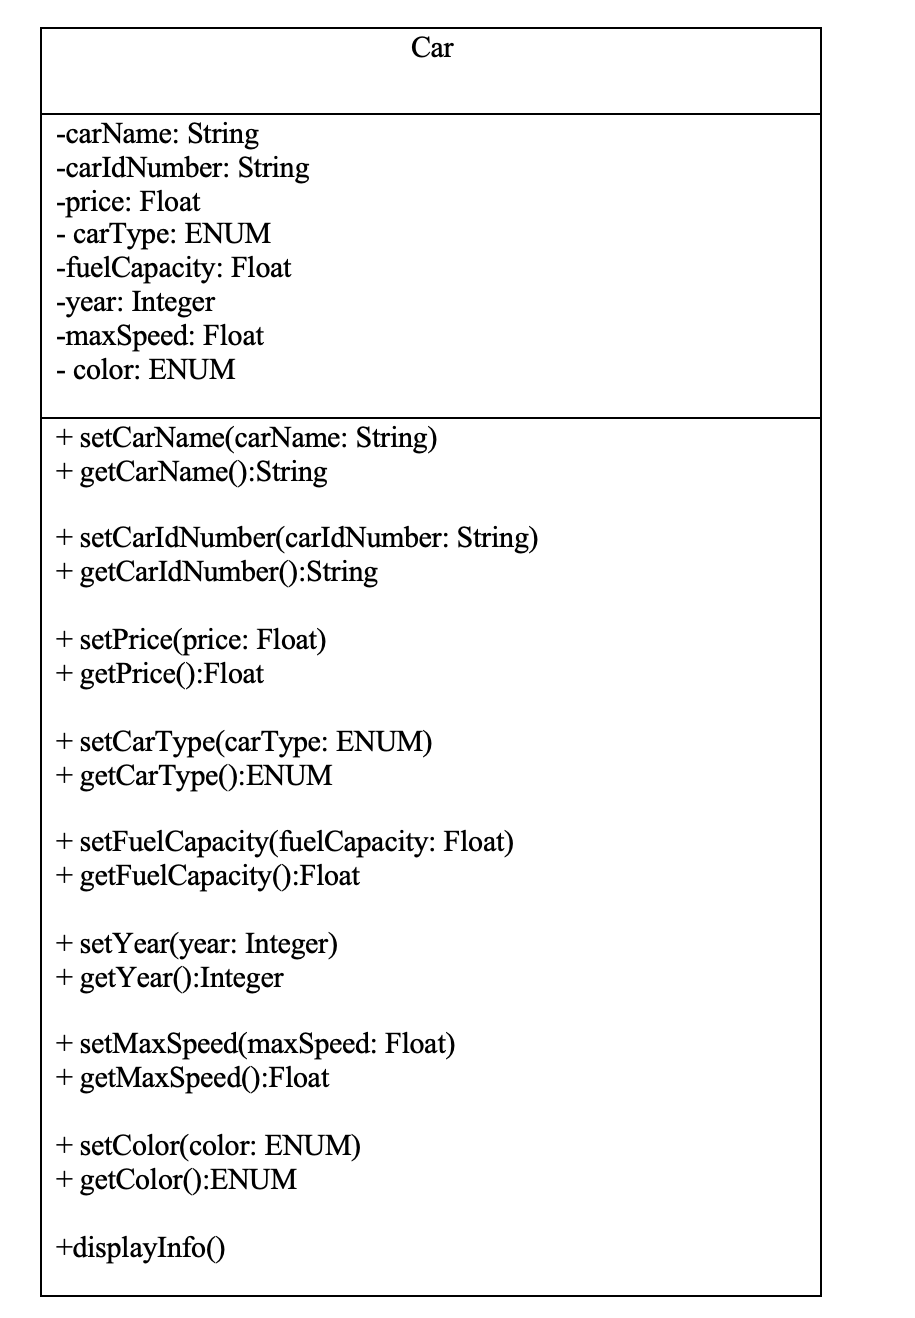 Car
-carName: String
-carIdNumber: String
-price: Float
- carType: ENUM
-fuelCapacity: Float
-year: Integer
-maxSpeed: Float
- color: ENUM
+ setCarName(carName: String)
+ getCarName():String
+ setCarIdNumber(carIdNumber: String)
+ getCarIdNumber():String
+ setPrice(price: Float)
+ getPrice():Float
+ setCarType(carType: ENUM)
+ getCarType():ENUM
+ setFuelCapacity(fuelCapacity: Float)
+ getFuelCapacity():Float
+ setYear(year: Integer)
+ getYear():Integer
+ setMaxSpeed(maxSpeed: Float)
+ getMaxSpeed():Float
+ setColor(color: ENUM)
+ getColor():ENUM
+displayInfo()